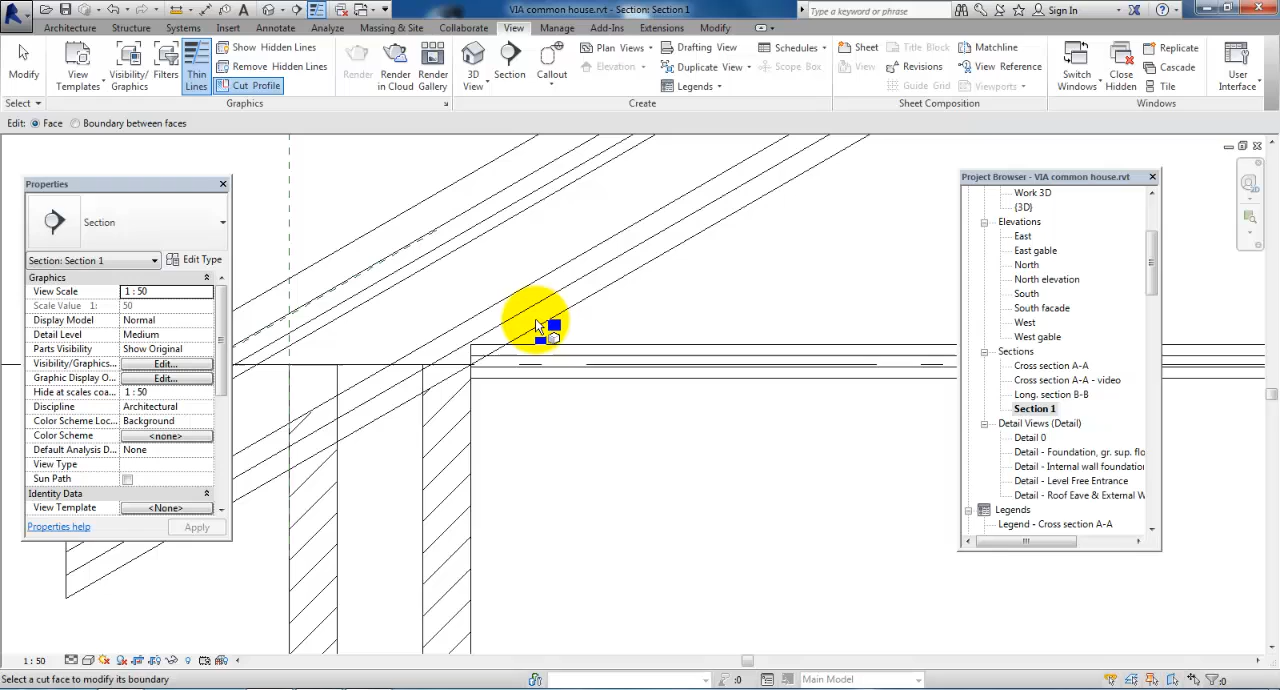 VIA common house.rvt - Section: Section 1
Type a keyword or phrase
Sign In
Architecture Structure Systems Insert Annotate Analyze Massing & Site Collaborate View Manage Add-Ins Extensions Modify
Modify
View Templates
Visibility/ Graphics
Filters
Thin Lines
Show Hidden Lines
Remove Hidden Lines
Cut Profile
Render
Render in Cloud
Render Gallery
3D View
Section
Callout
Plan Views
Elevation
Drafting View
Duplicate View
Legends
Schedules
Scope Box
Sheet
View
Title Block
Revisions
Guide Grid
Matchline
View Reference
Viewports
Switch Windows
Close Hidden
Replicate
Cascade
Tile
User Interface
Select
Graphics
Create
Sheet Composition
Windows
Edit: Face Boundary between faces
Properties
Section
Section: Section 1
Edit Type
Graphics
View Scale 1 : 50
Scale Value 1: 50
Display Model Normal
Detail Level Medium
Parts Visibility Show Original
Visibility/Graphics... Edit...
Graphic Display O... Edit...
Hide at scales coa... 1 : 50
Discipline Architectural
Color Scheme Loc... Background
Color Scheme <none>
Default Analysis D... None
View Type
Sun Path
Identity Data
View Template <None>
Properties help
Apply
Project Browser - VIA common house.rvt
Work 3D
{3D}
Elevations
East
East gable
North
North elevation
South
South facade
West
West gable
Sections
Cross section A-A
Cross section A-A - video
Long. section B-B
Section 1
Detail Views (Detail)
Detail 0
Detail - Foundation, gr. sup. flo
Detail - Internal wall foundation
Detail - Level Free Entrance
Detail - Roof Eave & External W
Legends
Legend - Cross section A-A
1 : 50
Select a cut face to modify its boundary
:0
Main Model
:0